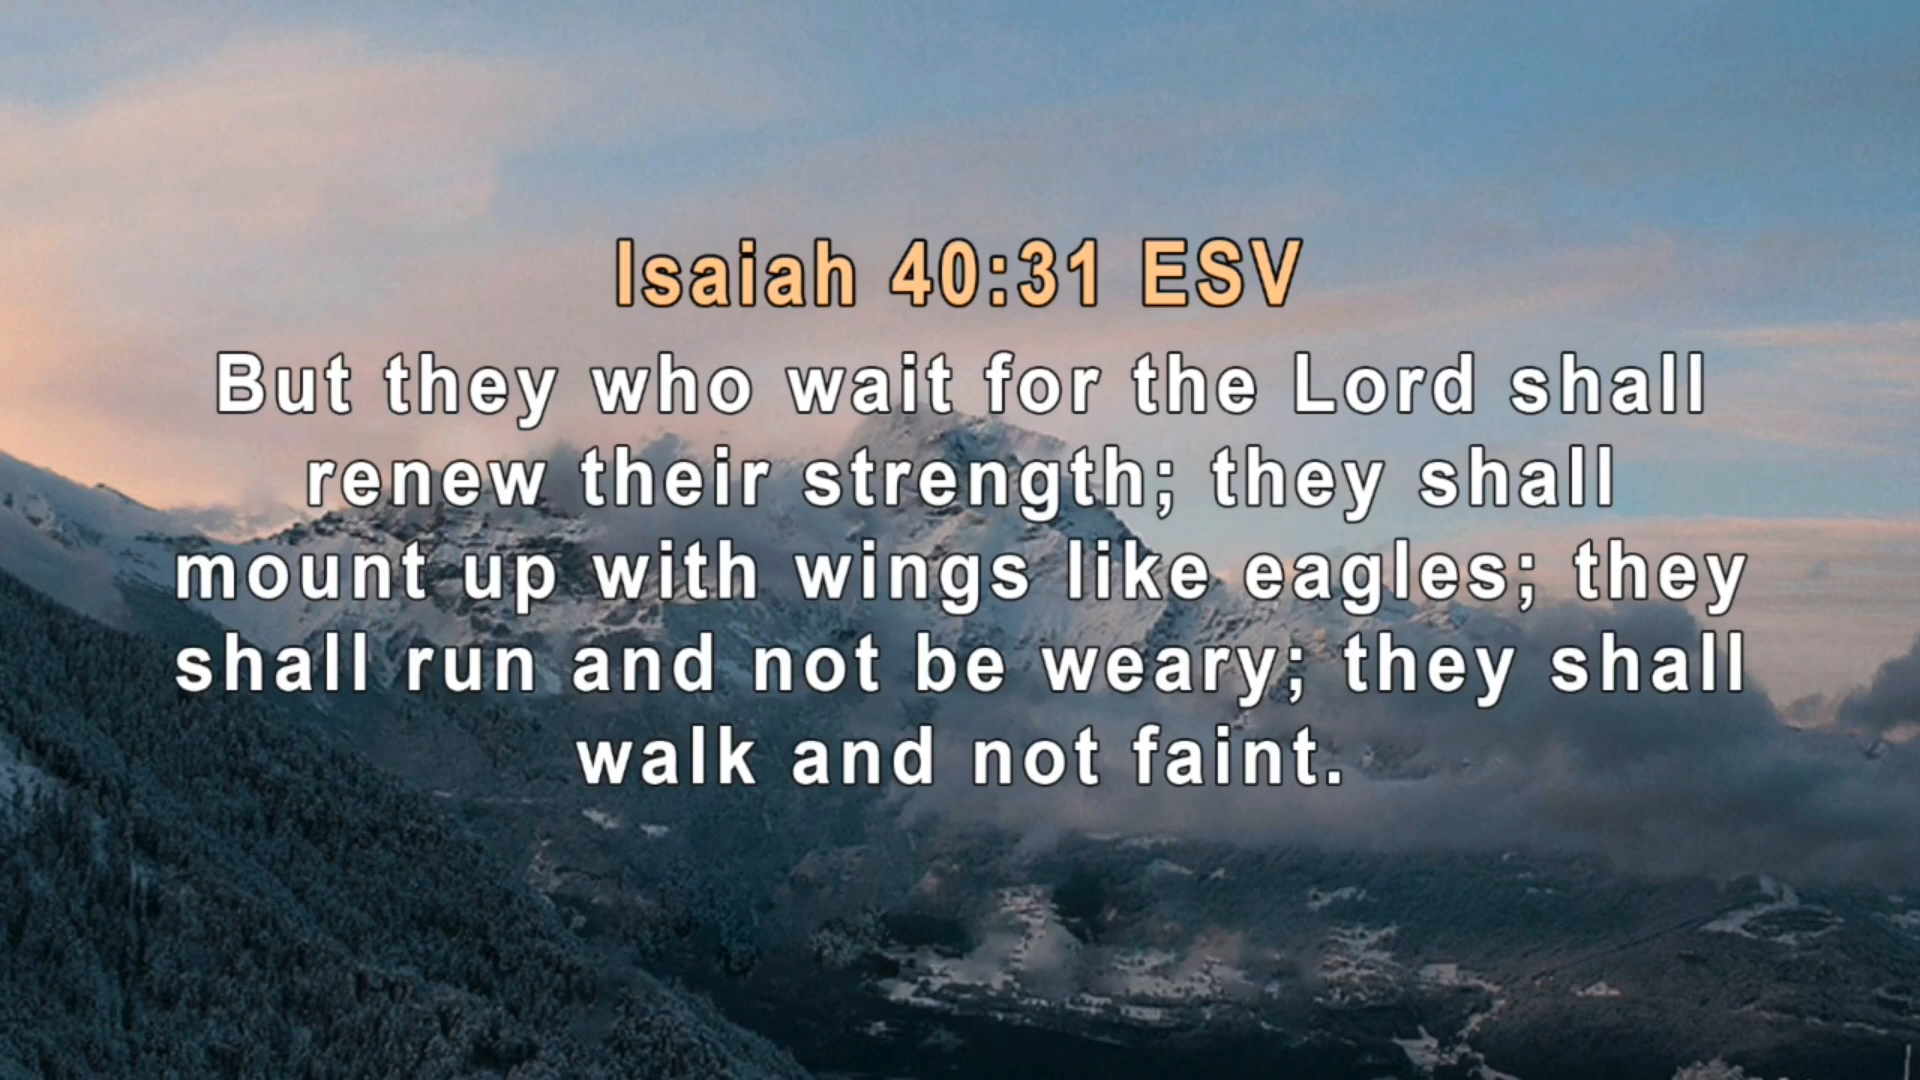 Isaiah 40:31 ESV
But they who wait for the Lord shall
renew their strength; they shall
mount up with wings like eagles; they
shall run and not be weary; they shall
walk and not faint.